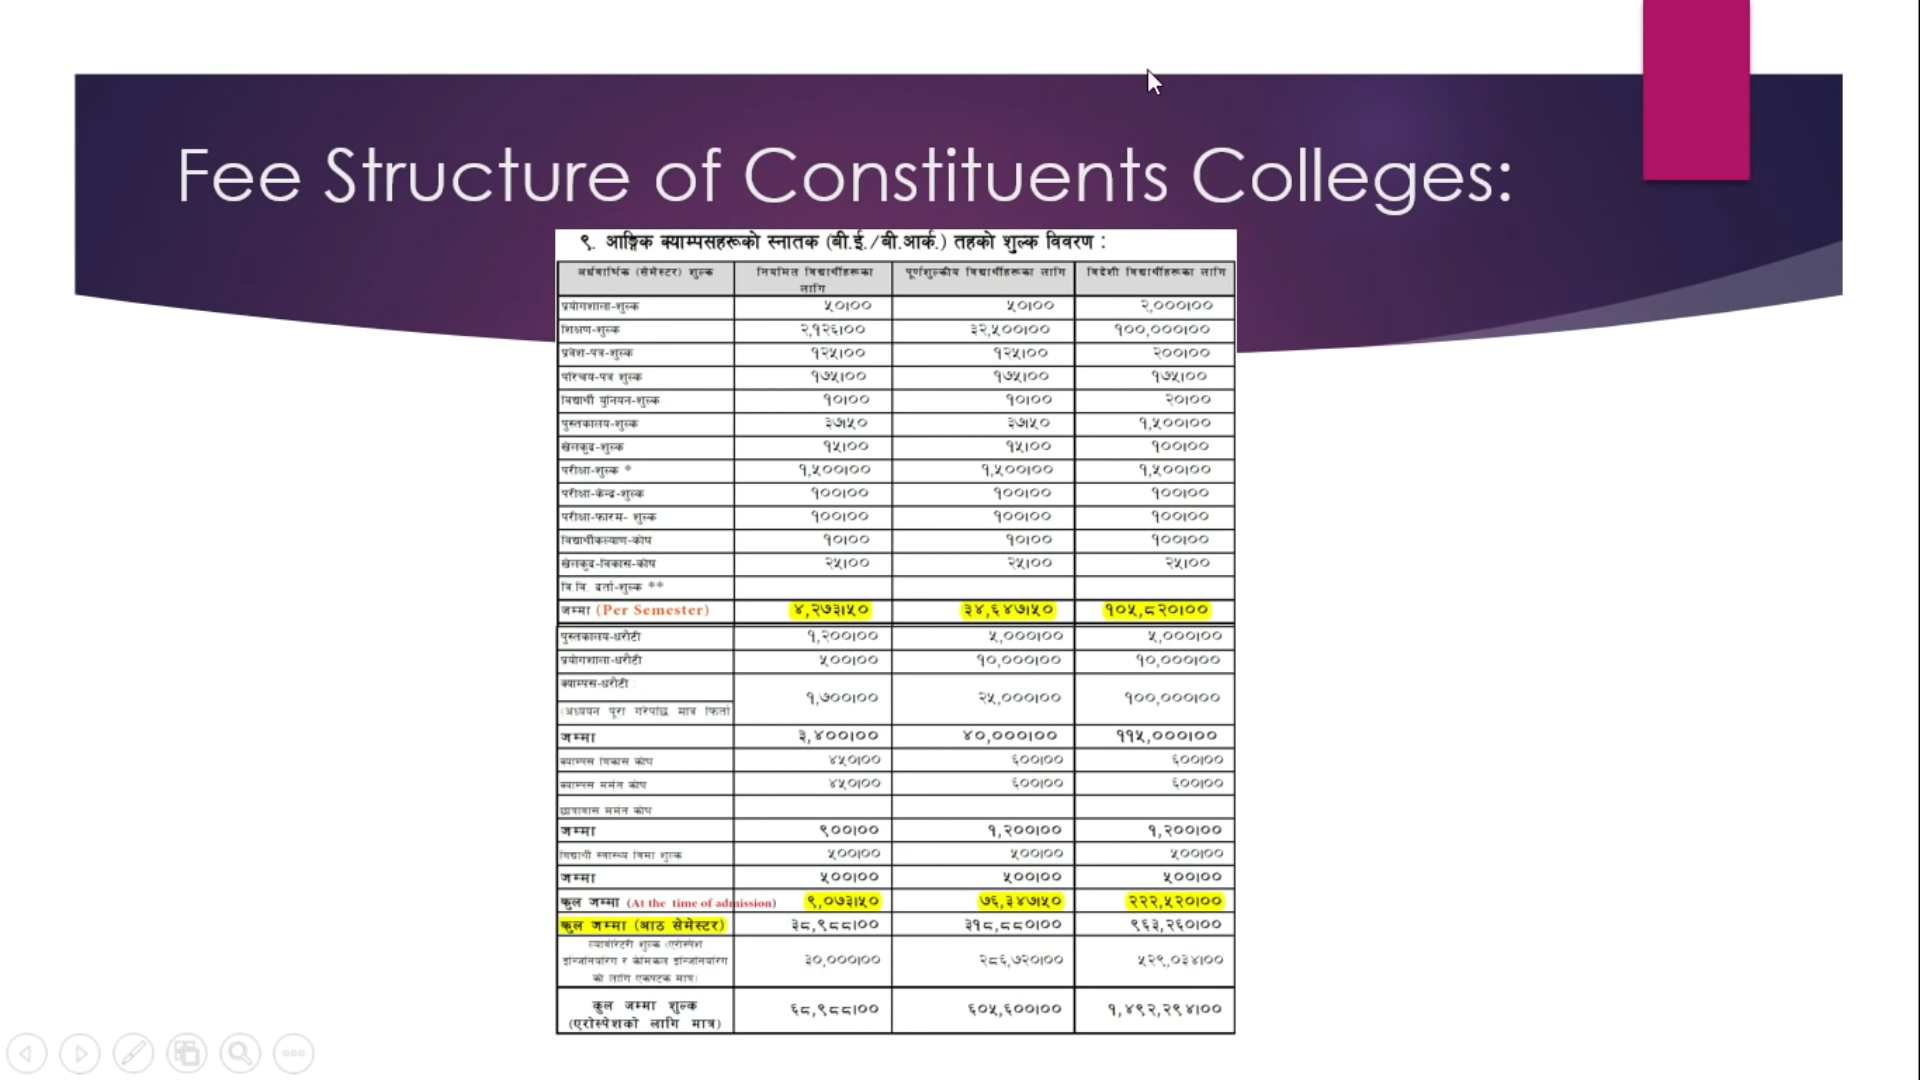 Fee Structure of Constituents Colleges:
९. आङ्गिक क्याम्पसहरूको स्नातक (बी.ई./बी.आर्क.) तहको शुल्क विवरण :
अर्धवार्षिक (सेमेस्टर) शुल्क नियमित विद्यार्थीहरूका लागि पूर्णशुल्कीय विद्यार्थीहरूका लागि विदेशी विद्यार्थीहरूका लागि
प्रयोगशाला-शुल्क ५०।०० ५०।०० २,०००।००
शिक्षण-शुल्क २,१२६।०० ३२,५००।०० १००,०००।००
प्रवेश-पत्र-शुल्क १२५।०० १२५।०० २००।००
परिचय-पत्र शुल्क १७५।०० १७५।०० १७५।००
विद्यार्थी युनियन-शुल्क १०।०० १०।०० २०।००
पुस्तकालय-शुल्क ३७।५० ३७।५० १,५००।००
खेलकुद-शुल्क १५।०० १५।०० १००।००
परीक्षा-शुल्क * १,५००।०० १,५००।०० १,५००।००
परीक्षा-केन्द्र-शुल्क १००।०० १००।०० १००।००
परीक्षा-फारम- शुल्क १००।०० १००।०० १००।००
विद्यार्थीकल्याण-कोष १०।०० १०।०० १००।००
खेलकुद-विकास-कोष २५।०० २५।०० २५।००
वि.वि. दर्ता-शुल्क **
जम्मा (Per Semester) ४,२७३।५० ३४,६४७।५० १०५,८२०।००
पुस्तकालय-धरौटी १,२००।०० ५,०००।०० ५,०००।००
प्रयोगशाला-धरौटी ५००।०० १०,०००।०० १०,०००।००
क्याम्पस-धरौटी
(अध्ययन पूरा गरेपछि मात्र फिर्ता १,७००।०० २५,०००।०० १००,०००।००
जम्मा ३,४००।०० ४०,०००।०० ११५,०००।००
क्याम्पस विकास कोष ४५०।०० ६००।०० ६००।००
क्याम्पस मर्मत कोष ४५०।०० ६००।०० ६००।००
छात्रावास मर्मत कोष
जम्मा ९००।०० १,२००।०० १,२००।००
विद्यार्थी स्वास्थ्य विमा शुल्क ५००।०० ५००।०० ५००।००
जम्मा ५००।०० ५००।०० ५००।००
कुल जम्मा (At the time of admission) ९,०७३।५० ७६,३४७।५० २२२,५२०।००
कुल जम्मा (आठ सेमेस्टर) ३८,९८८।०० ३१८,८८०।०० ९६३,२६०।००
ल्याबोरेटरी शुल्क (एरोस्पेश
इन्जिनियरिंग र केमिकल इन्जिनियरिंग
को लागि एकपटक मात्र) ३०,०००।०० २८६,७२०।०० ५२९,०३४।००
कुल जम्मा शुल्क
(एरोस्पेशको लागि मात्र) ६८,९८८।०० ६०५,६००।०० १,४९२,२९४।००